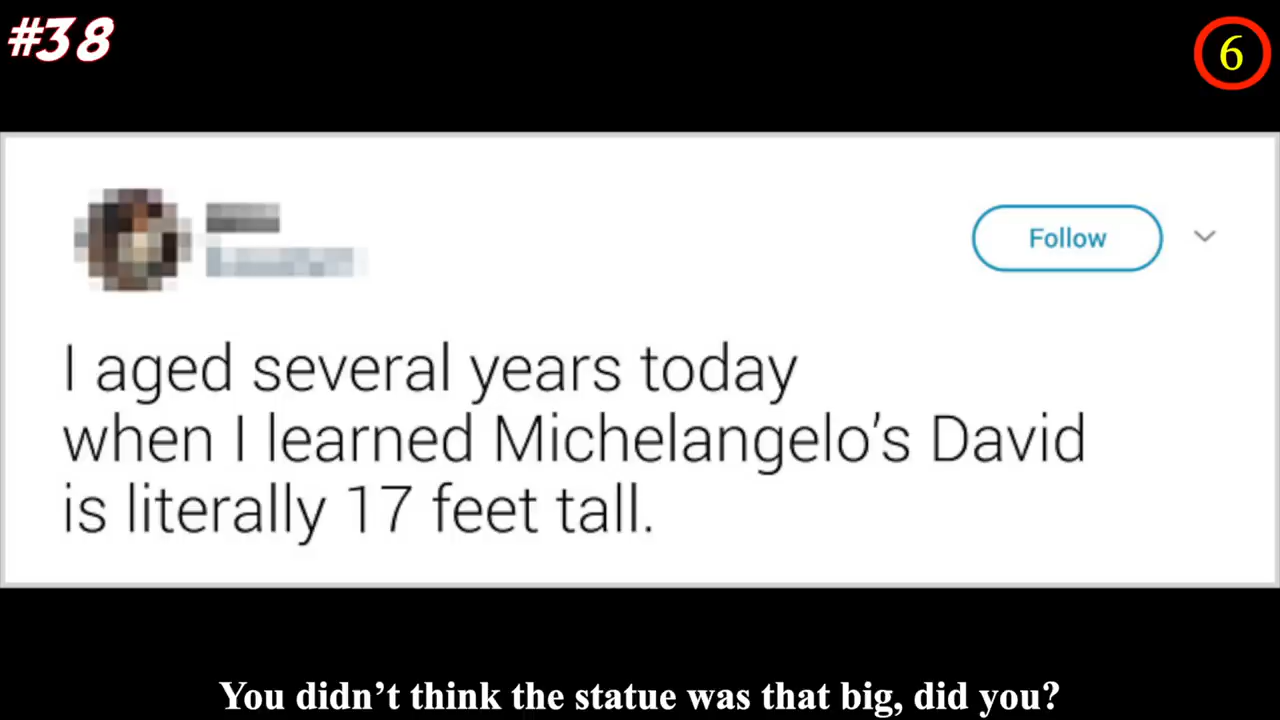 #38
6
Follow
I aged several years today
when I learned Michelangelo's David
is literally 17 feet tall.
You didn't think the statue was that big, did you?